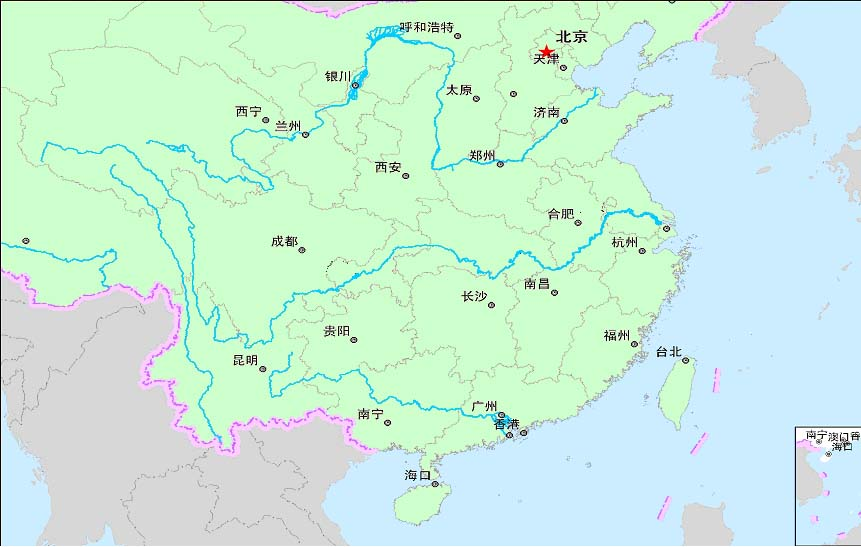 呼和浩特
北京
天津
银川
太原
西宁
济南
兰州
郑州
西安
合肥
成都
杭州
南昌
长沙
贵阳
福州
台北
昆明
广州
南宁
香港
海口
南宁
澳门
香
海口